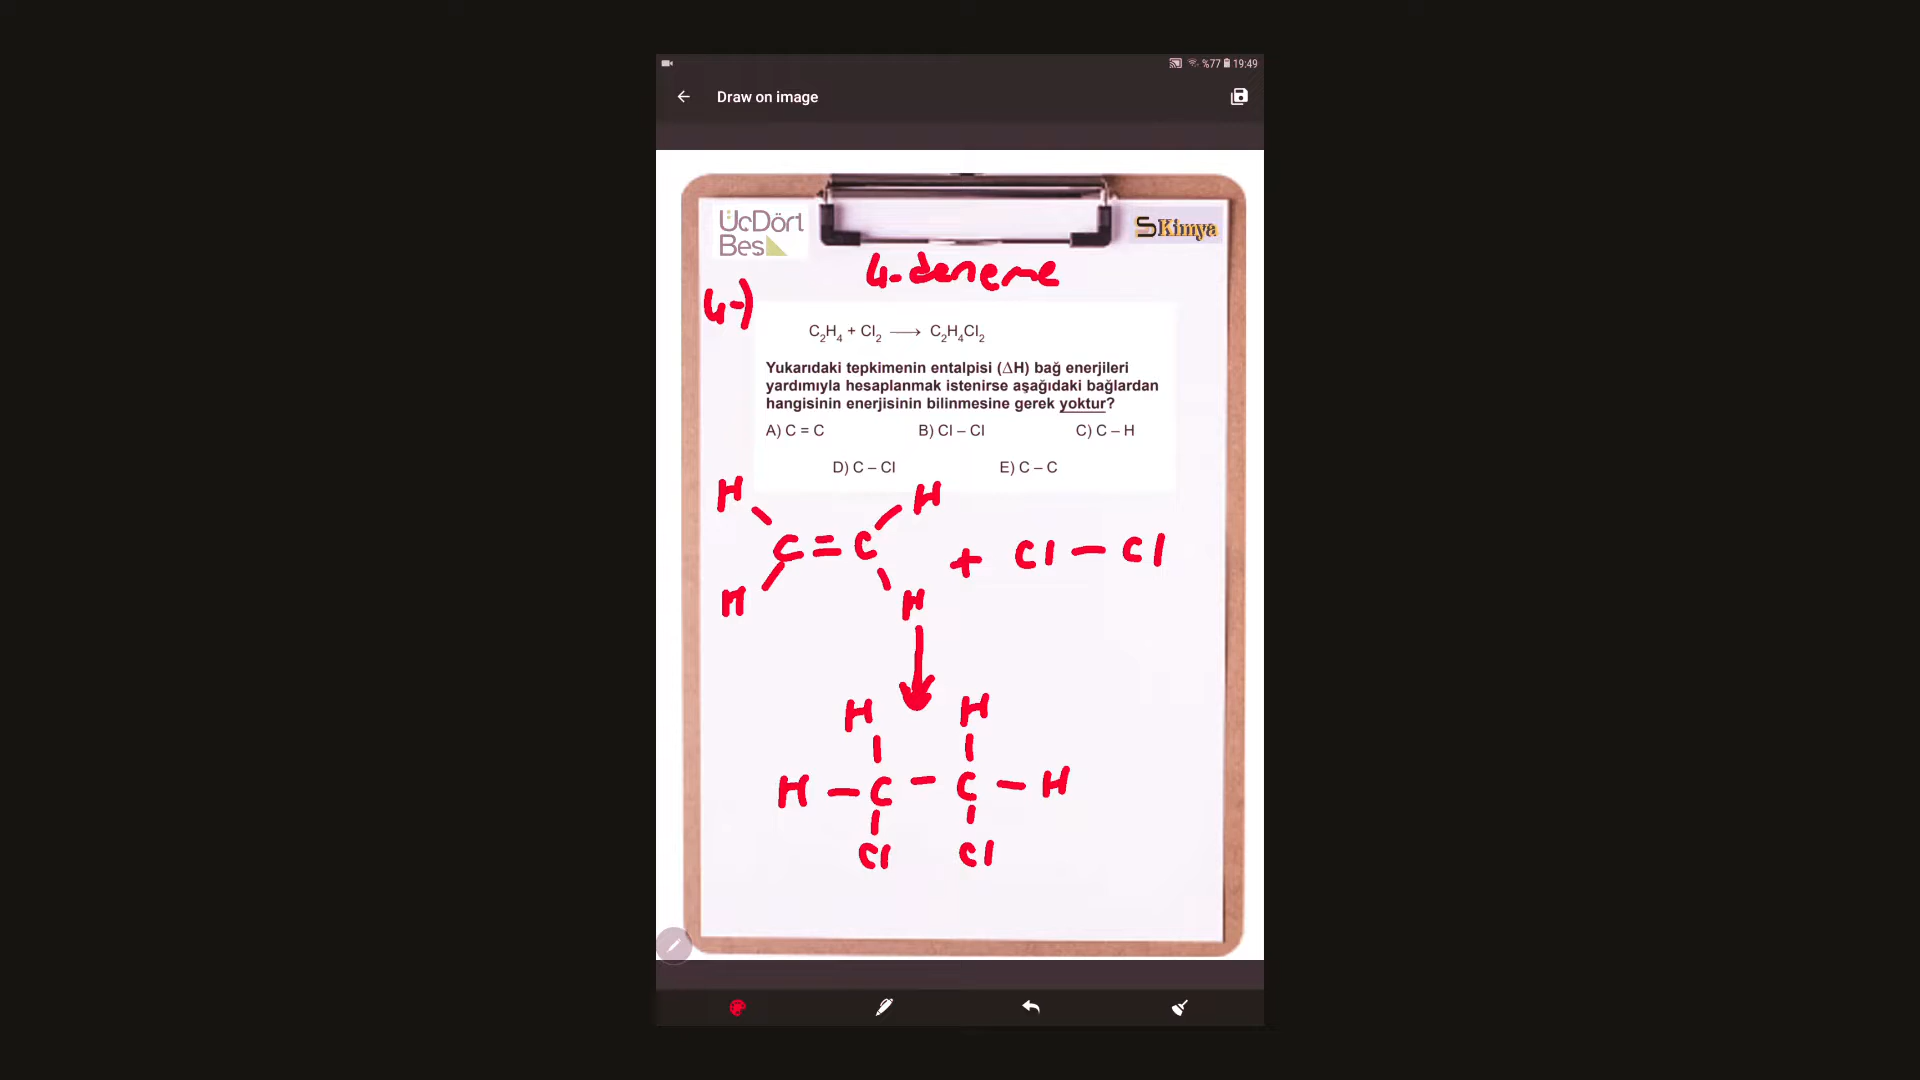 %77 19:49
Draw on image
ÜçDört
Beş
SKimya
4. deneme
4-)
C₂H₄ + Cl₂ ⟶ C₂H₄Cl₂
Yukarıdaki tepkimenin entalpisi (ΔH) bağ enerjileri
yardımıyla hesaplanmak istenirse aşağıdaki bağlardan
hangisinin enerjisinin bilinmesine gerek yoktur?
A) C = C B) Cl – Cl C) C – H
D) C – Cl E) C – C
H H
C = C + Cl – Cl
H H
H H
H – C – C – H
Cl Cl